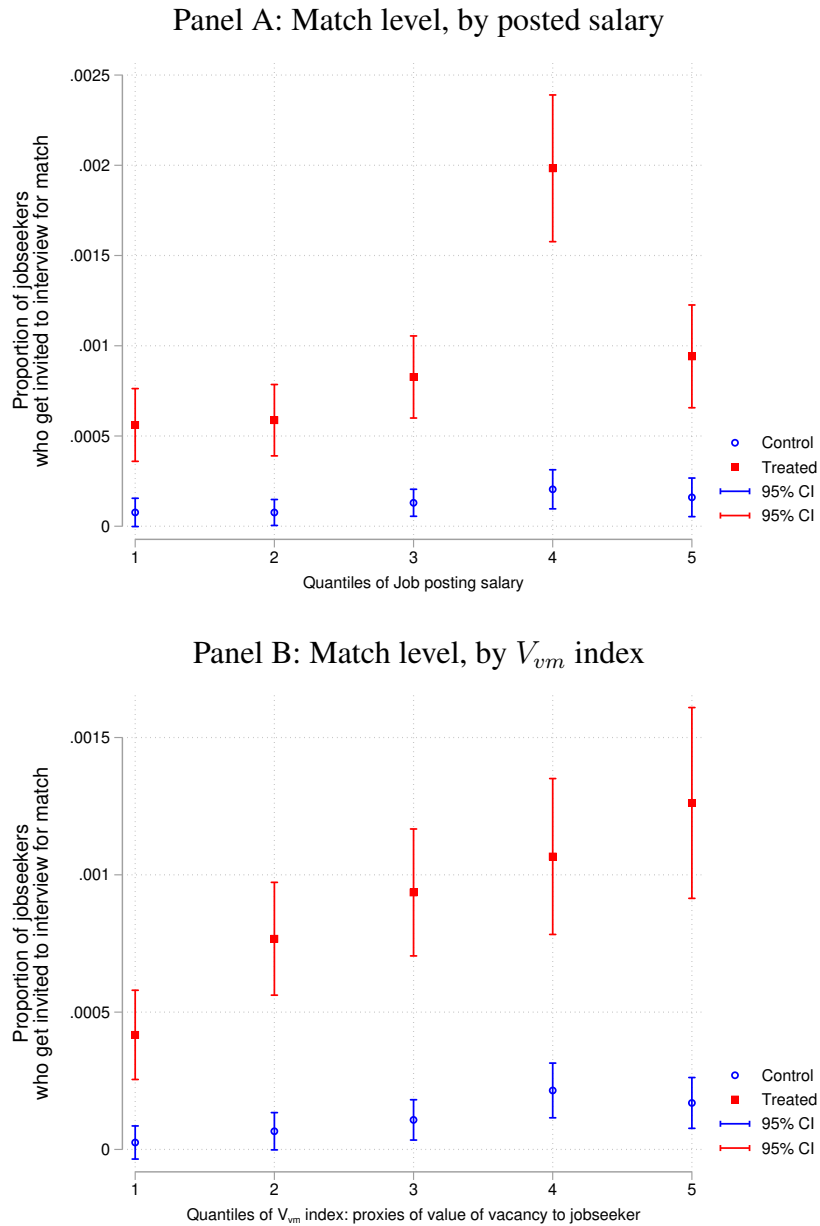 Panel A: Match level, by posted salary
Proportion of jobseekers
who get invited to interview for match
.0025
.002
.0015
.001
.0005
0
1 2 3 4 5
Quantiles of Job posting salary
Control
Treated
95% CI
95% CI
Panel B: Match level, by Vvm index
Proportion of jobseekers
who get invited to interview for match
.0015
.001
.0005
0
1 2 3 4 5
Quantiles of Vvm index: proxies of value of vacancy to jobseeker
Control
Treated
95% CI
95% CI